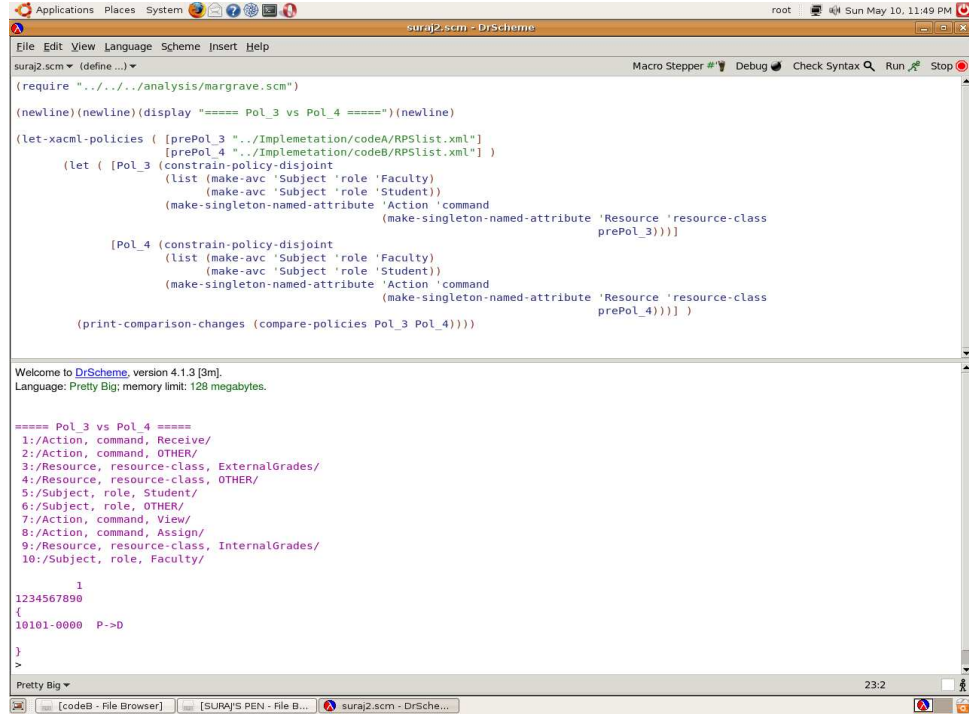 Applications Places System root Sun May 10, 11:49 PM
suraj2.scm - DrScheme
File Edit View Language Scheme Insert Help
suraj2.scm (define ...) Macro Stepper Debug Check Syntax Run Stop
(require "../../../analysis/margrave.scm")
(newline)(newline)(display "===== Pol_3 vs Pol_4 =====")(newline)
(let-xacml-policies ( [prePol_3 "../Implemetation/codeA/RPSlist.xml"]
[prePol_4 "../Implemetation/codeB/RPSlist.xml"] )
(let ( [Pol_3 (constrain-policy-disjoint
(list (make-avc 'Subject 'role 'Faculty)
(make-avc 'Subject 'role 'Student))
(make-singleton-named-attribute 'Action 'command
(make-singleton-named-attribute 'Resource 'resource-class
prePol_3)))]
[Pol_4 (constrain-policy-disjoint
(list (make-avc 'Subject 'role 'Faculty)
(make-avc 'Subject 'role 'Student))
(make-singleton-named-attribute 'Action 'command
(make-singleton-named-attribute 'Resource 'resource-class
prePol_4)))] )
(print-comparison-changes (compare-policies Pol_3 Pol_4))))
Welcome to DrScheme, version 4.1.3 [3m].
Language: Pretty Big; memory limit: 128 megabytes.
===== Pol_3 vs Pol_4 =====
1:/Action, command, Receive/
2:/Action, command, OTHER/
3:/Resource, resource-class, ExternalGrades/
4:/Resource, resource-class, OTHER/
5:/Subject, role, Student/
6:/Subject, role, OTHER/
7:/Action, command, View/
8:/Action, command, Assign/
9:/Resource, resource-class, InternalGrades/
10:/Subject, role, Faculty/
1
1234567890
{
10101-0000 P->D
}
>
Pretty Big 23:2
[codeB - File Browser] [SURAJ'S PEN - File B... suraj2.scm - DrSche...